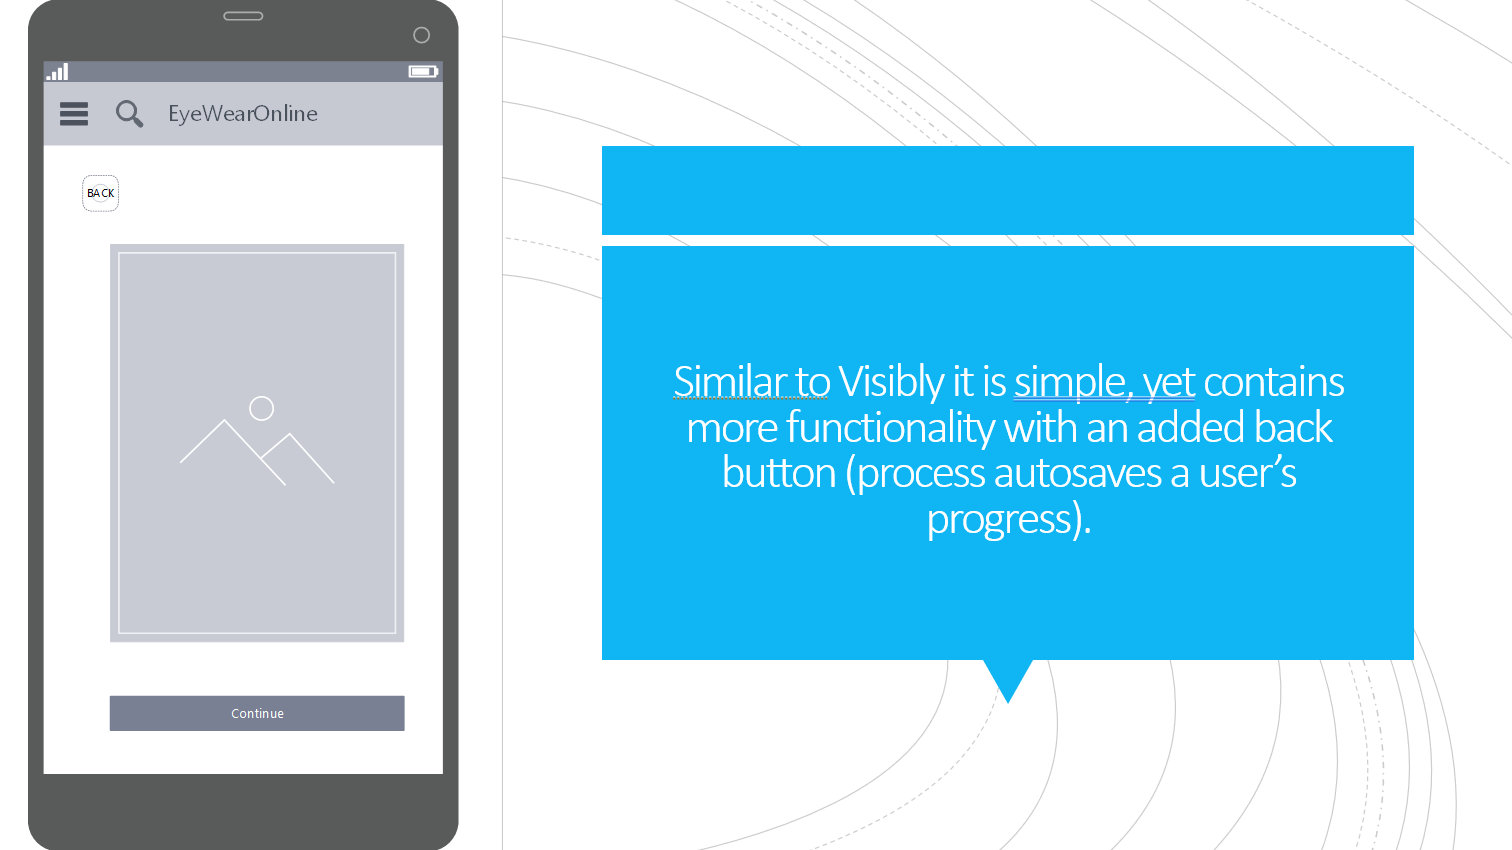 EyeWearOnline
BACK
Continue
Similar to Visibly it is simple, yet contains
more functionality with an added back
button (process autosaves a user’s
progress).